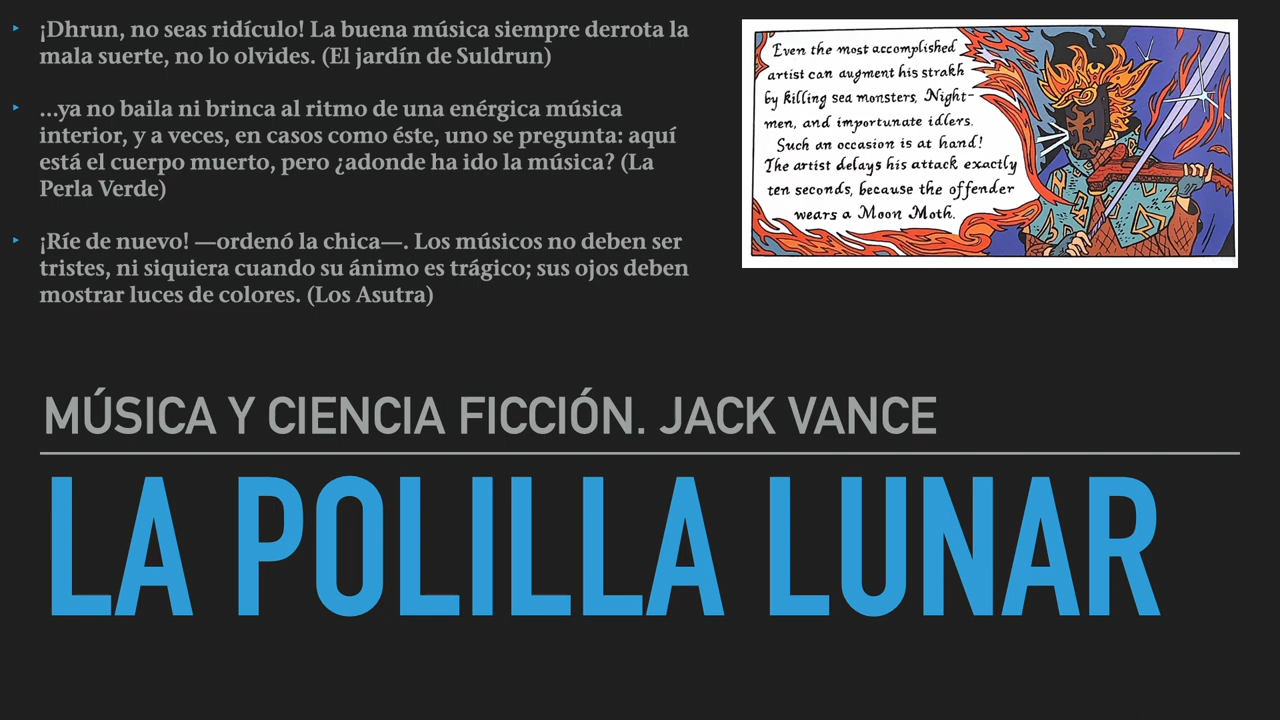 ¡Dhrun, no seas ridículo! La buena música siempre derrota la
mala suerte, no lo olvides. (El jardín de Suldrun)
...ya no baila ni brinca al ritmo de una enérgica música
interior, y a veces, en casos como éste, uno se pregunta: aquí
está el cuerpo muerto, pero ¿adonde ha ido la música? (La
Perla Verde)
¡Ríe de nuevo! —ordenó la chica—. Los músicos no deben ser
tristes, ni siquiera cuando su ánimo es trágico; sus ojos deben
mostrar luces de colores. (Los Asutra)
Even the most accomplished
artist can augment his strakh
by killing sea monsters, Night-
men, and importunate idlers.
Such an occasion is at hand!
The artist delays his attack exactly
ten seconds, because the offender
wears a Moon Moth.
MÚSICA Y CIENCIA FICCIÓN. JACK VANCE
LA POLILLA LUNAR